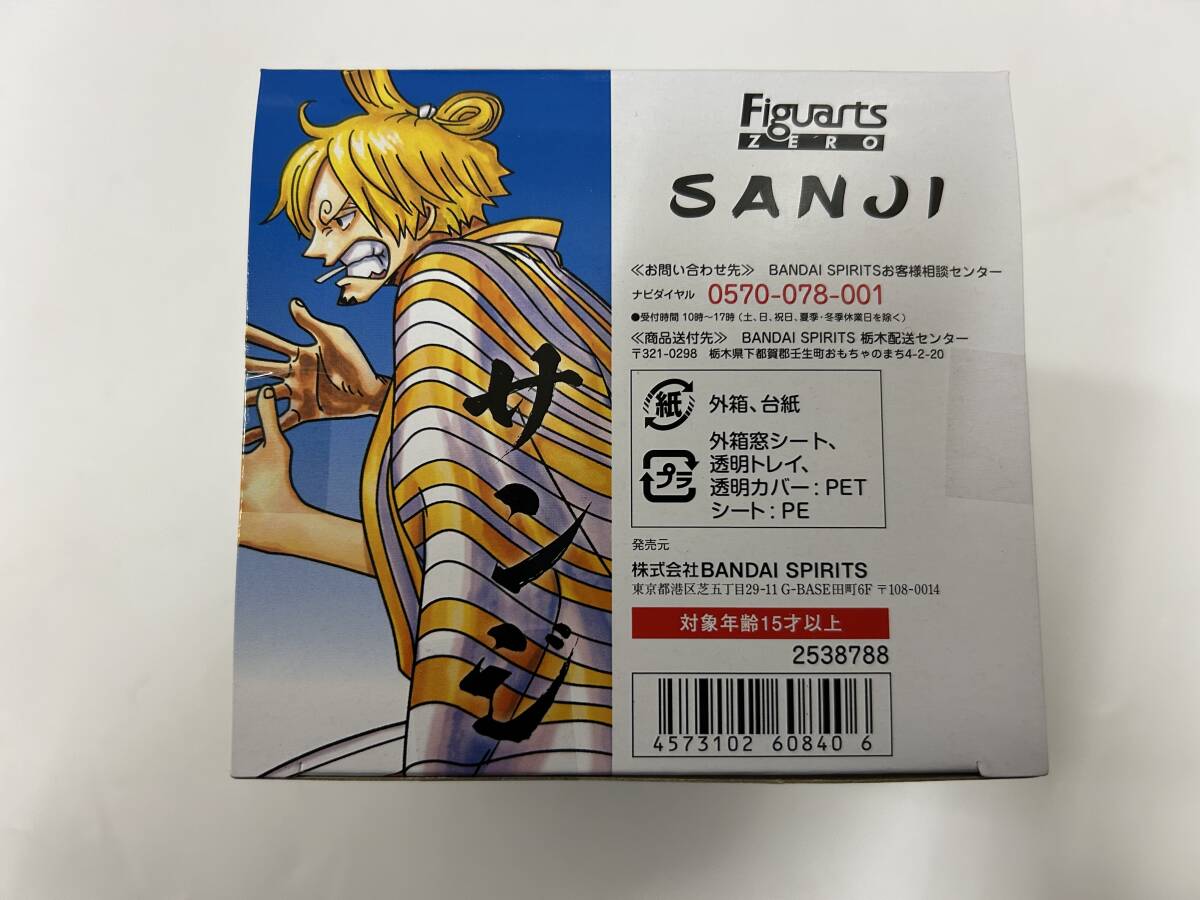 Figuarts
ZERO
SANJI
サンジ
≪お問い合わせ先≫ BANDAI SPIRITSお客様相談センター
ナビダイヤル 0570-078-001
●受付時間 10時～17時（土、日、祝日、夏季・冬季休業日を除く）
≪商品送付先≫ BANDAI SPIRITS 栃木配送センター
〒321-0298 栃木県下都賀郡壬生町おもちゃのまち4-2-20
紙 外箱、台紙
プラ 外箱窓シート、
透明トレイ、
透明カバー：PET
シート：PE
発売元
株式会社BANDAI SPIRITS
東京都港区芝五丁目29-11 G-BASE田町6F 〒108-0014
対象年齢15才以上
2538788
4573102 60840 6